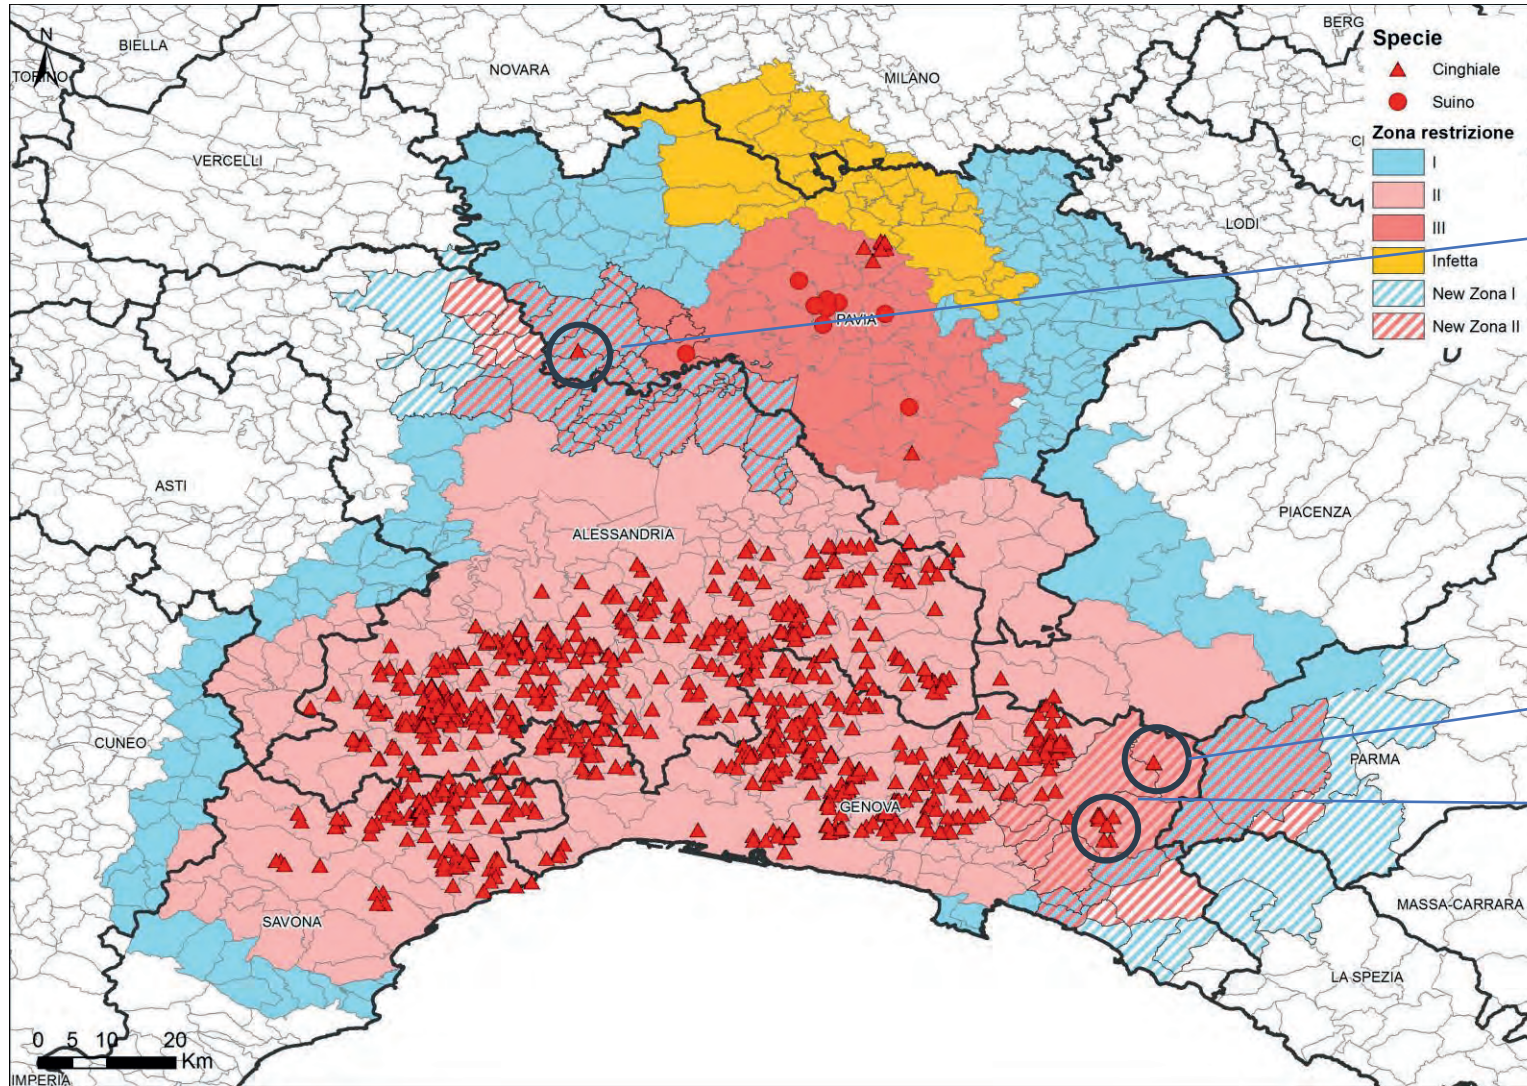 N
BIELLA
TORINO
NOVARA
MILANO
BERG
VERCELLI
LODI
PAVIA
ASTI
ALESSANDRIA
PIACENZA
CUNEO
GENOVA
PARMA
SAVONA
MASSA-CARRARA
LA SPEZIA
IMPERIA
0 5 10 20
Km
Specie
Cinghiale
Suino
Zona restrizione
I
II
III
Infetta
New Zona I
New Zona II